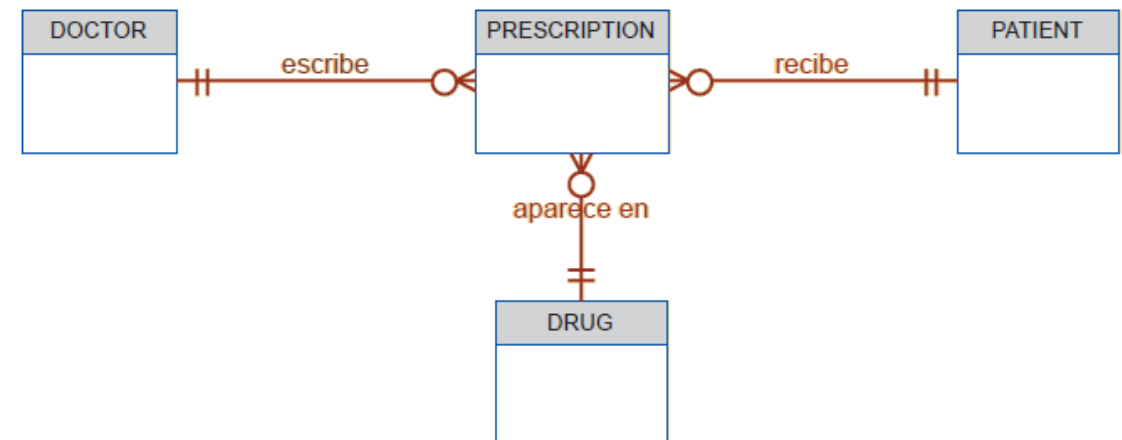 DOCTOR
PRESCRIPTION
PATIENT
escribe
recibe
aparece en
DRUG